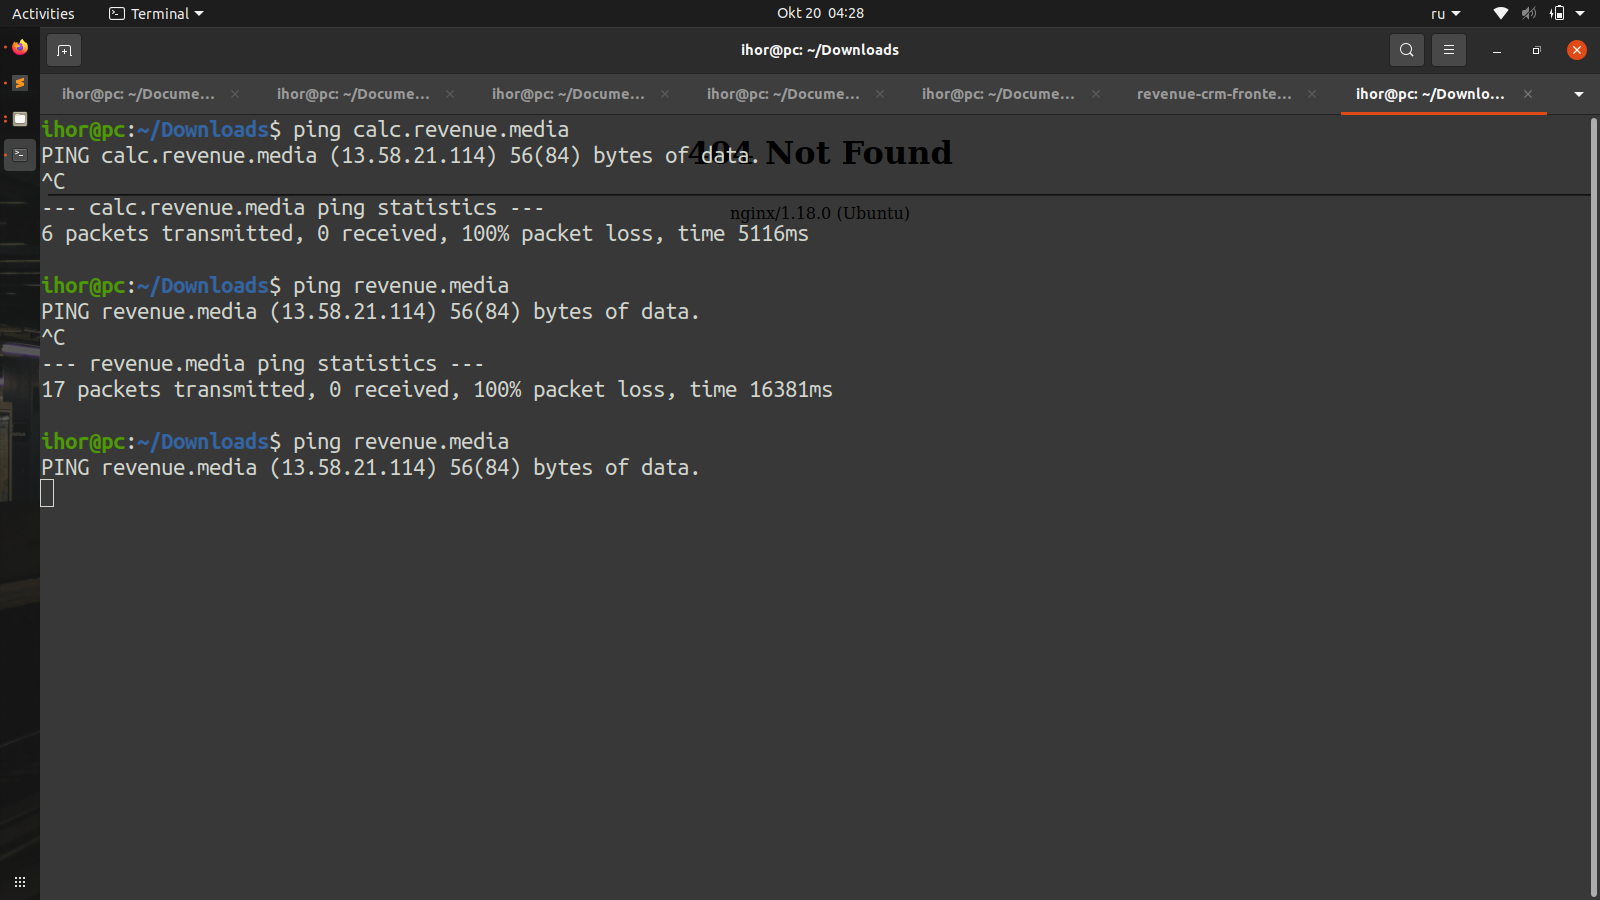 Activities
Terminal
Okt 20 04:28
ru
ihor@pc: ~/Downloads
ihor@pc: ~/Docume...
ihor@pc: ~/Docume...
ihor@pc: ~/Docume...
ihor@pc: ~/Docume...
ihor@pc: ~/Docume...
revenue-crm-fronte...
ihor@pc: ~/Downlo...
ihor@pc:~/Downloads$ ping calc.revenue.media
PING calc.revenue.media (13.58.21.114) 56(84) bytes of data.
404 Not Found
^C
--- calc.revenue.media ping statistics ---
nginx/1.18.0 (Ubuntu)
6 packets transmitted, 0 received, 100% packet loss, time 5116ms
ihor@pc:~/Downloads$ ping revenue.media
PING revenue.media (13.58.21.114) 56(84) bytes of data.
^C
--- revenue.media ping statistics ---
17 packets transmitted, 0 received, 100% packet loss, time 16381ms
ihor@pc:~/Downloads$ ping revenue.media
PING revenue.media (13.58.21.114) 56(84) bytes of data.